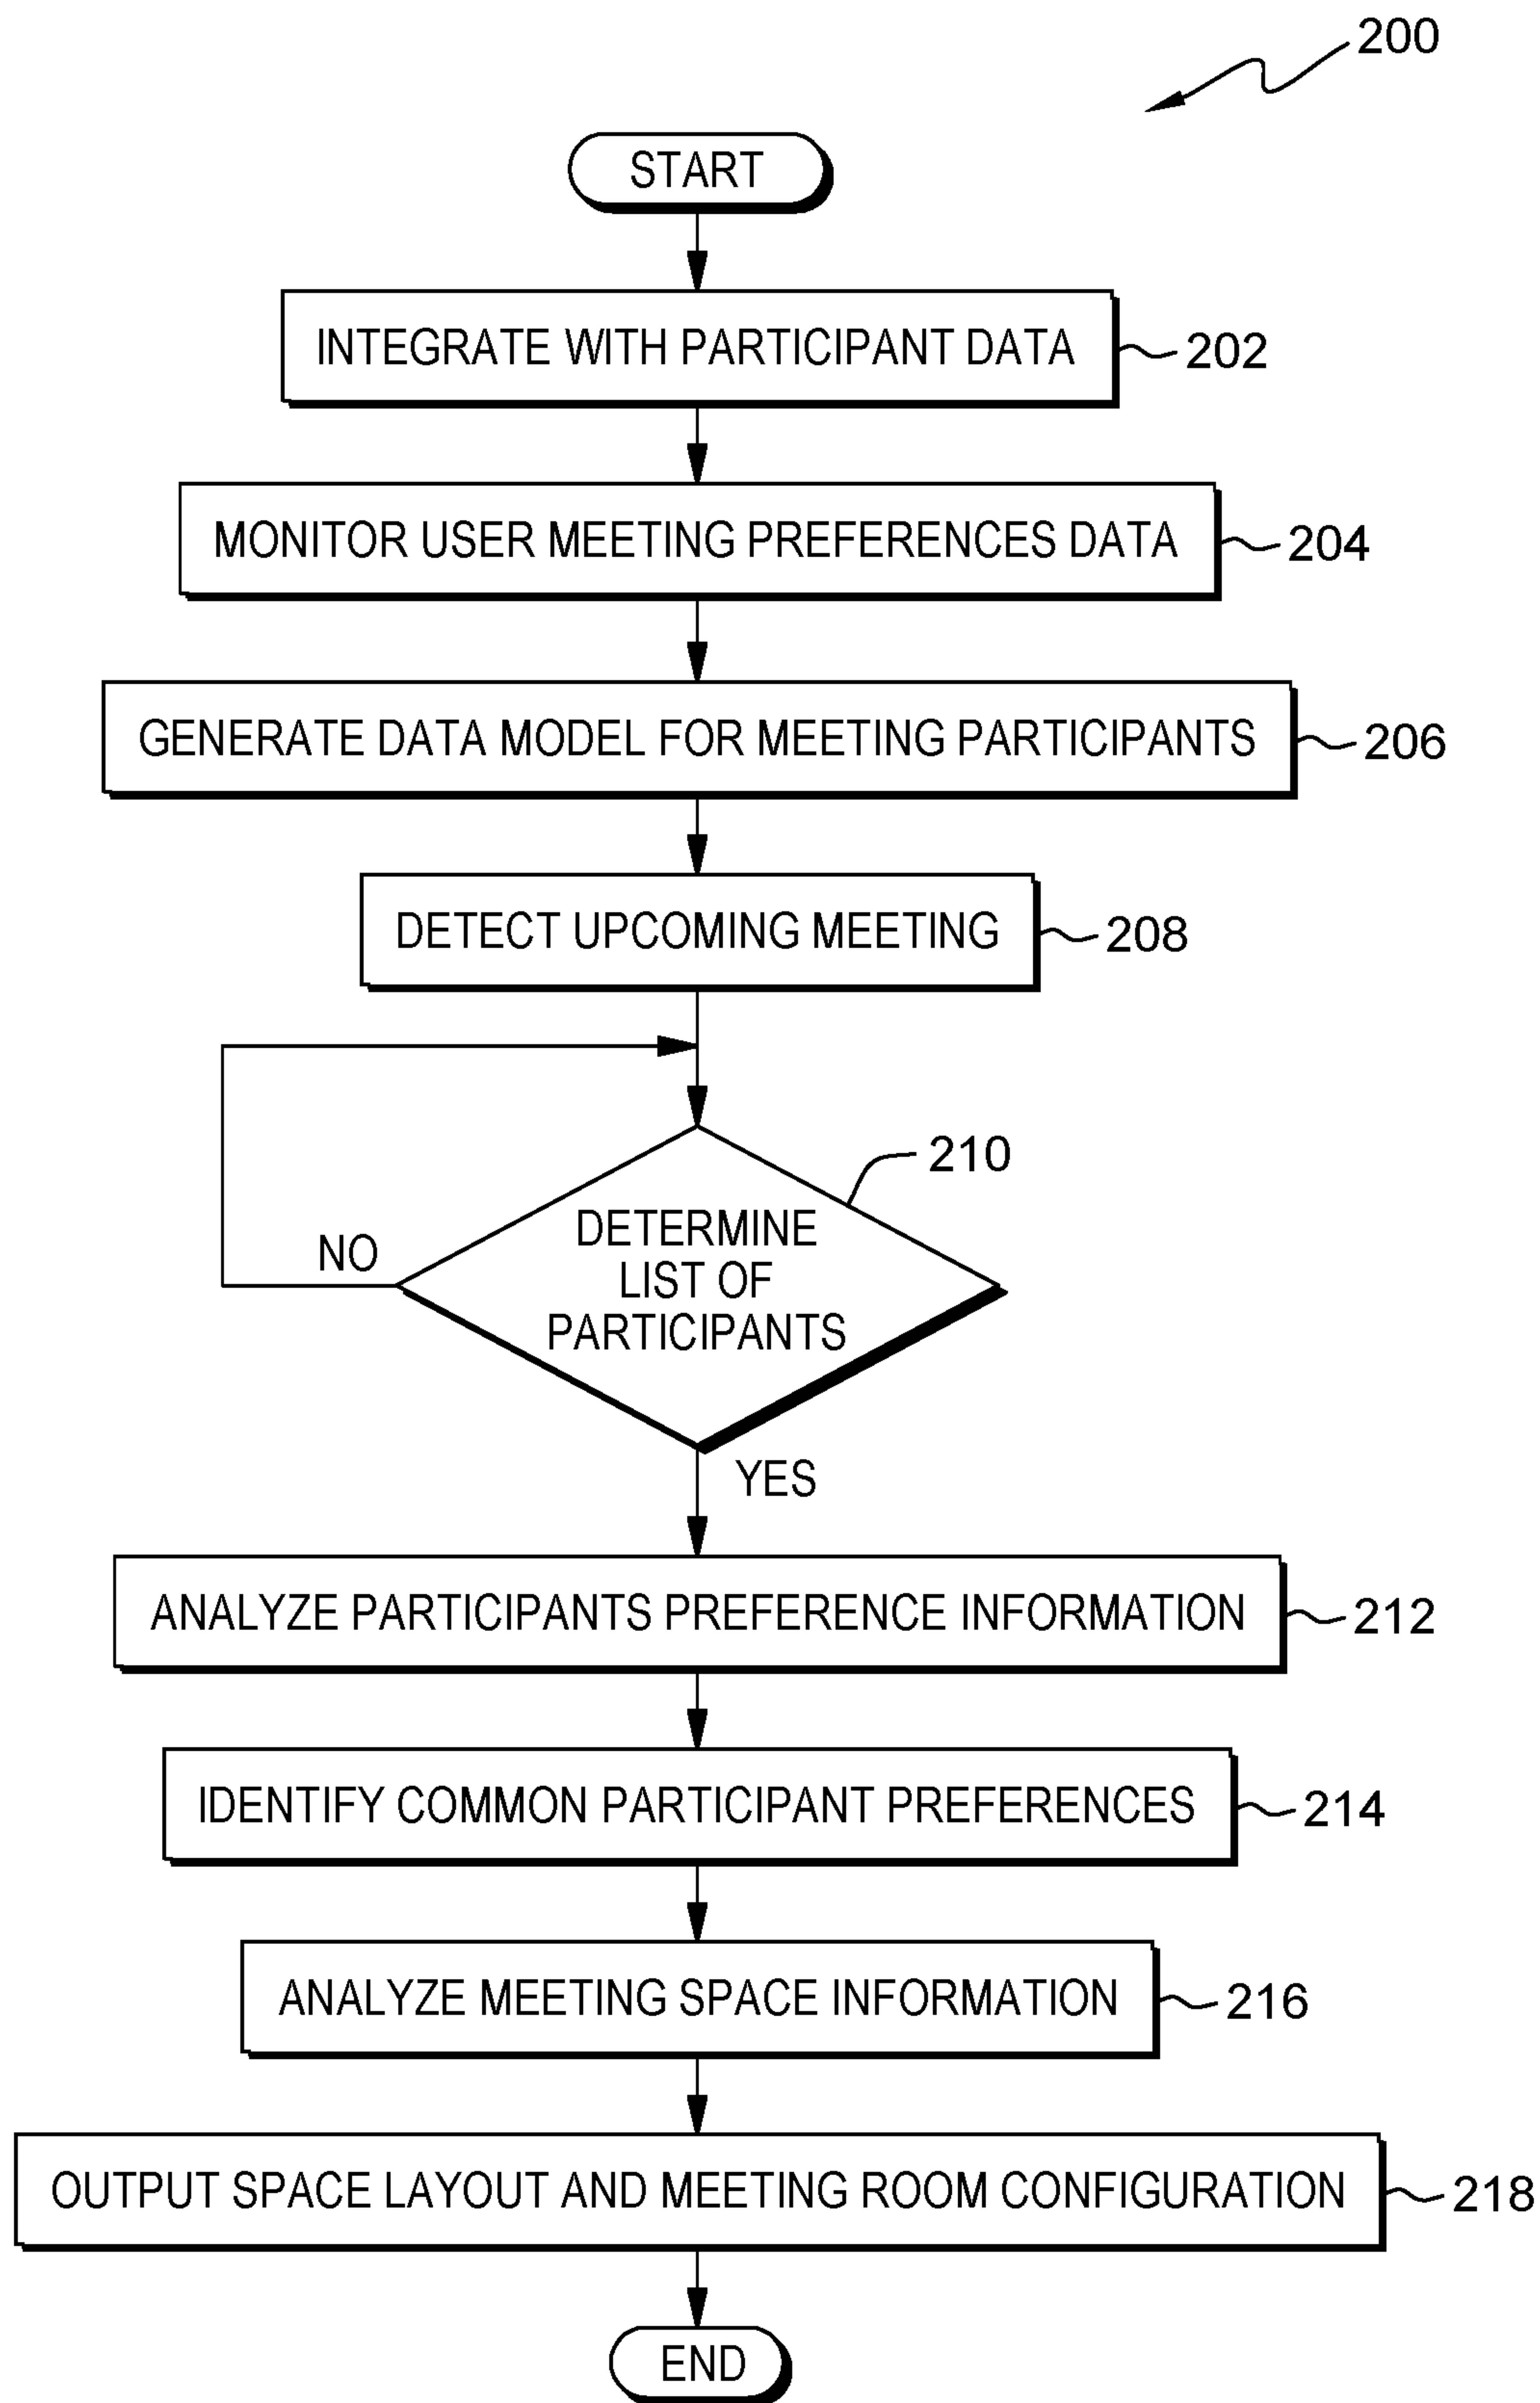 200
START
INTEGRATE WITH PARTICIPANT DATA
202
MONITOR USER MEETING PREFERENCES DATA
204
GENERATE DATA MODEL FOR MEETING PARTICIPANTS
206
DETECT UPCOMING MEETING
208
210
DETERMINE
LIST OF
PARTICIPANTS
NO
YES
ANALYZE PARTICIPANTS PREFERENCE INFORMATION
212
IDENTIFY COMMON PARTICIPANT PREFERENCES
214
ANALYZE MEETING SPACE INFORMATION
216
OUTPUT SPACE LAYOUT AND MEETING ROOM CONFIGURATION
218
END